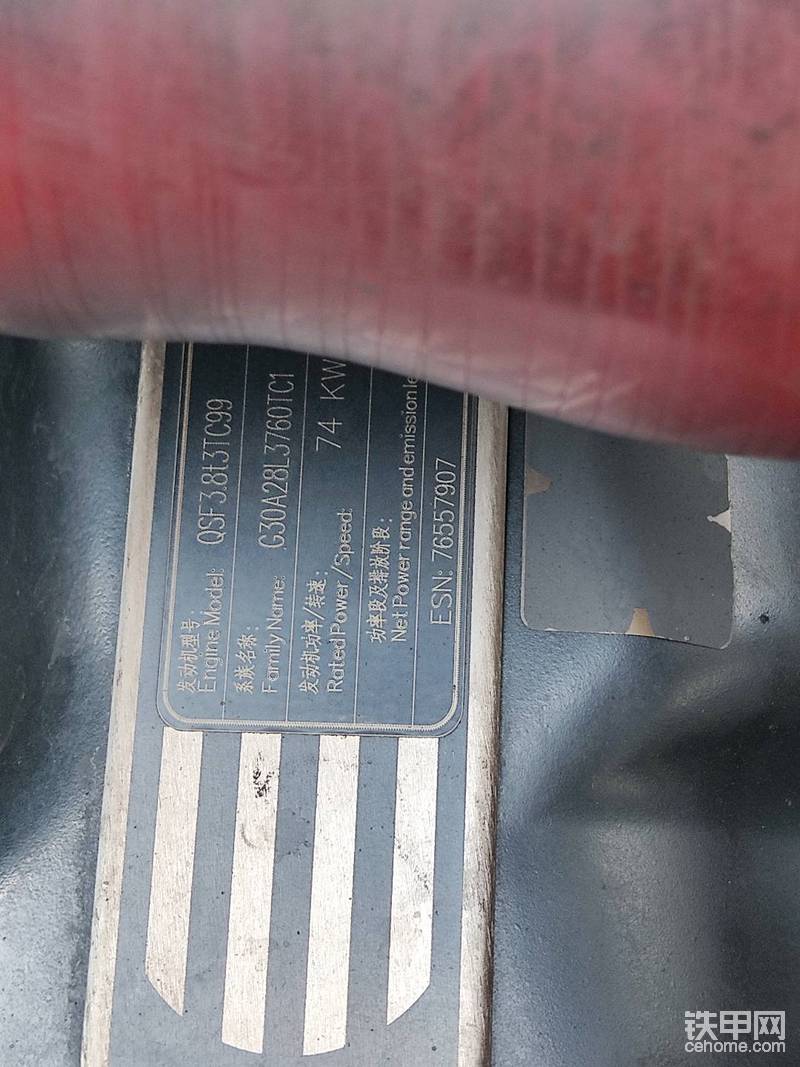 发动机型号：
Engine Model: QSF3.8t3TC99
系族名称：
Family Name: G30A28L3760TC1
发动机功率/转速：
Rated Power/Speed: 74 KW
功率段及排放阶段：
Net Power range and emission le
ESN: 76557907
铁甲网
cehome.com